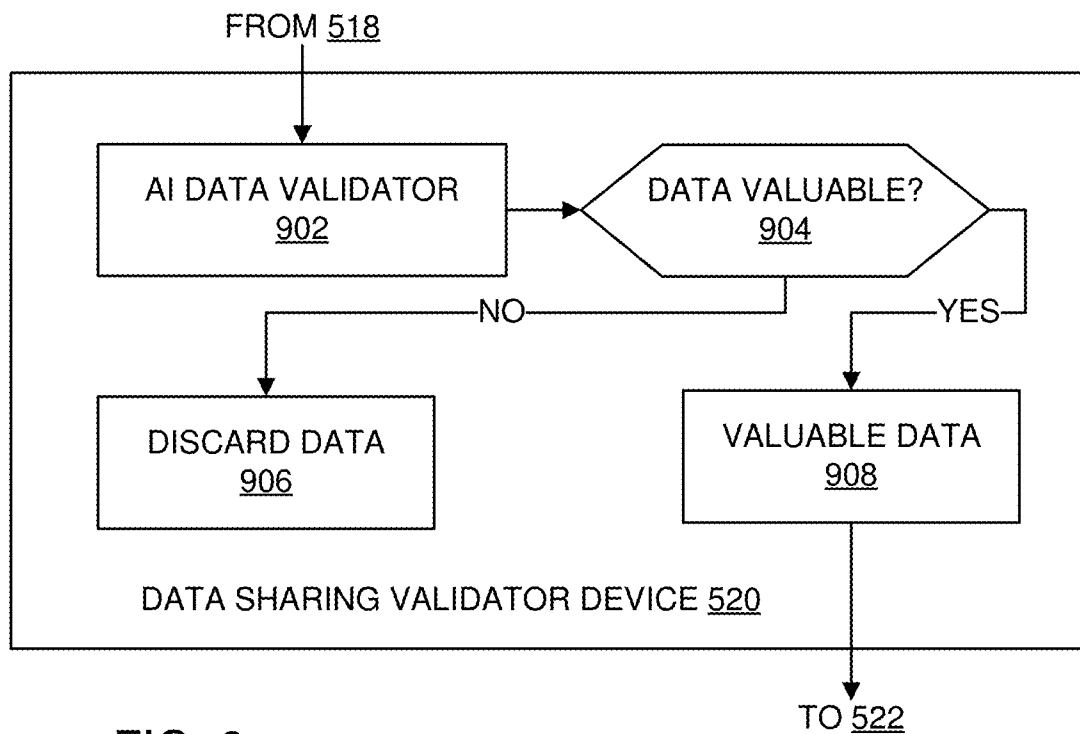 FROM 518
AI DATA VALIDATOR
902
DATA VALUABLE?
904
NO
YES
DISCARD DATA
906
VALUABLE DATA
908
DATA SHARING VALIDATOR DEVICE 520
TO 522